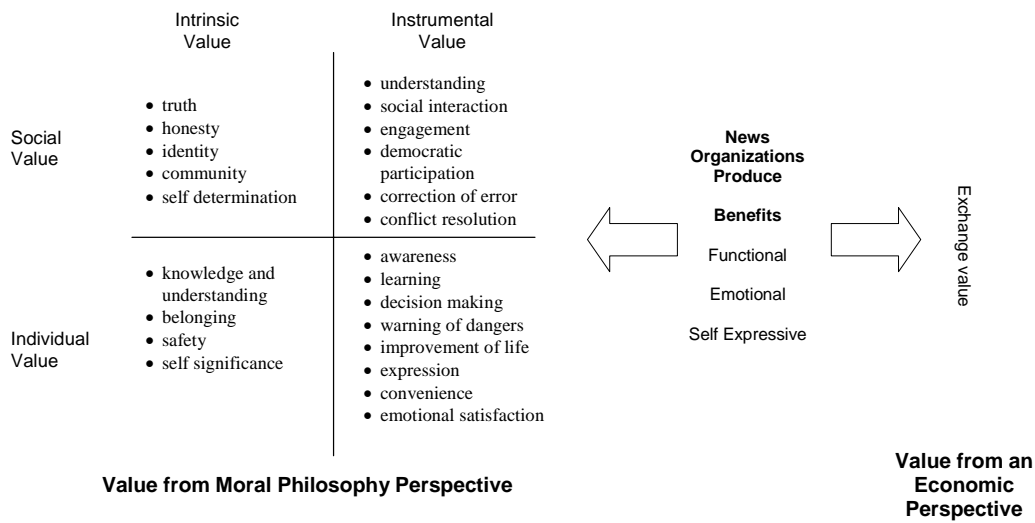 Intrinsic
Value
Instrumental
Value
Social
Value
• truth
• honesty
• identity
• community
• self determination
• understanding
• social interaction
• engagement
• democratic
participation
• correction of error
• conflict resolution
Individual
Value
• knowledge and
understanding
• belonging
• safety
• self significance
• awareness
• learning
• decision making
• warning of dangers
• improvement of life
• expression
• convenience
• emotional satisfaction
Value from Moral Philosophy Perspective
News
Organizations
Produce
Benefits
Functional
Emotional
Self Expressive
Exchange value
Value from an
Economic
Perspective